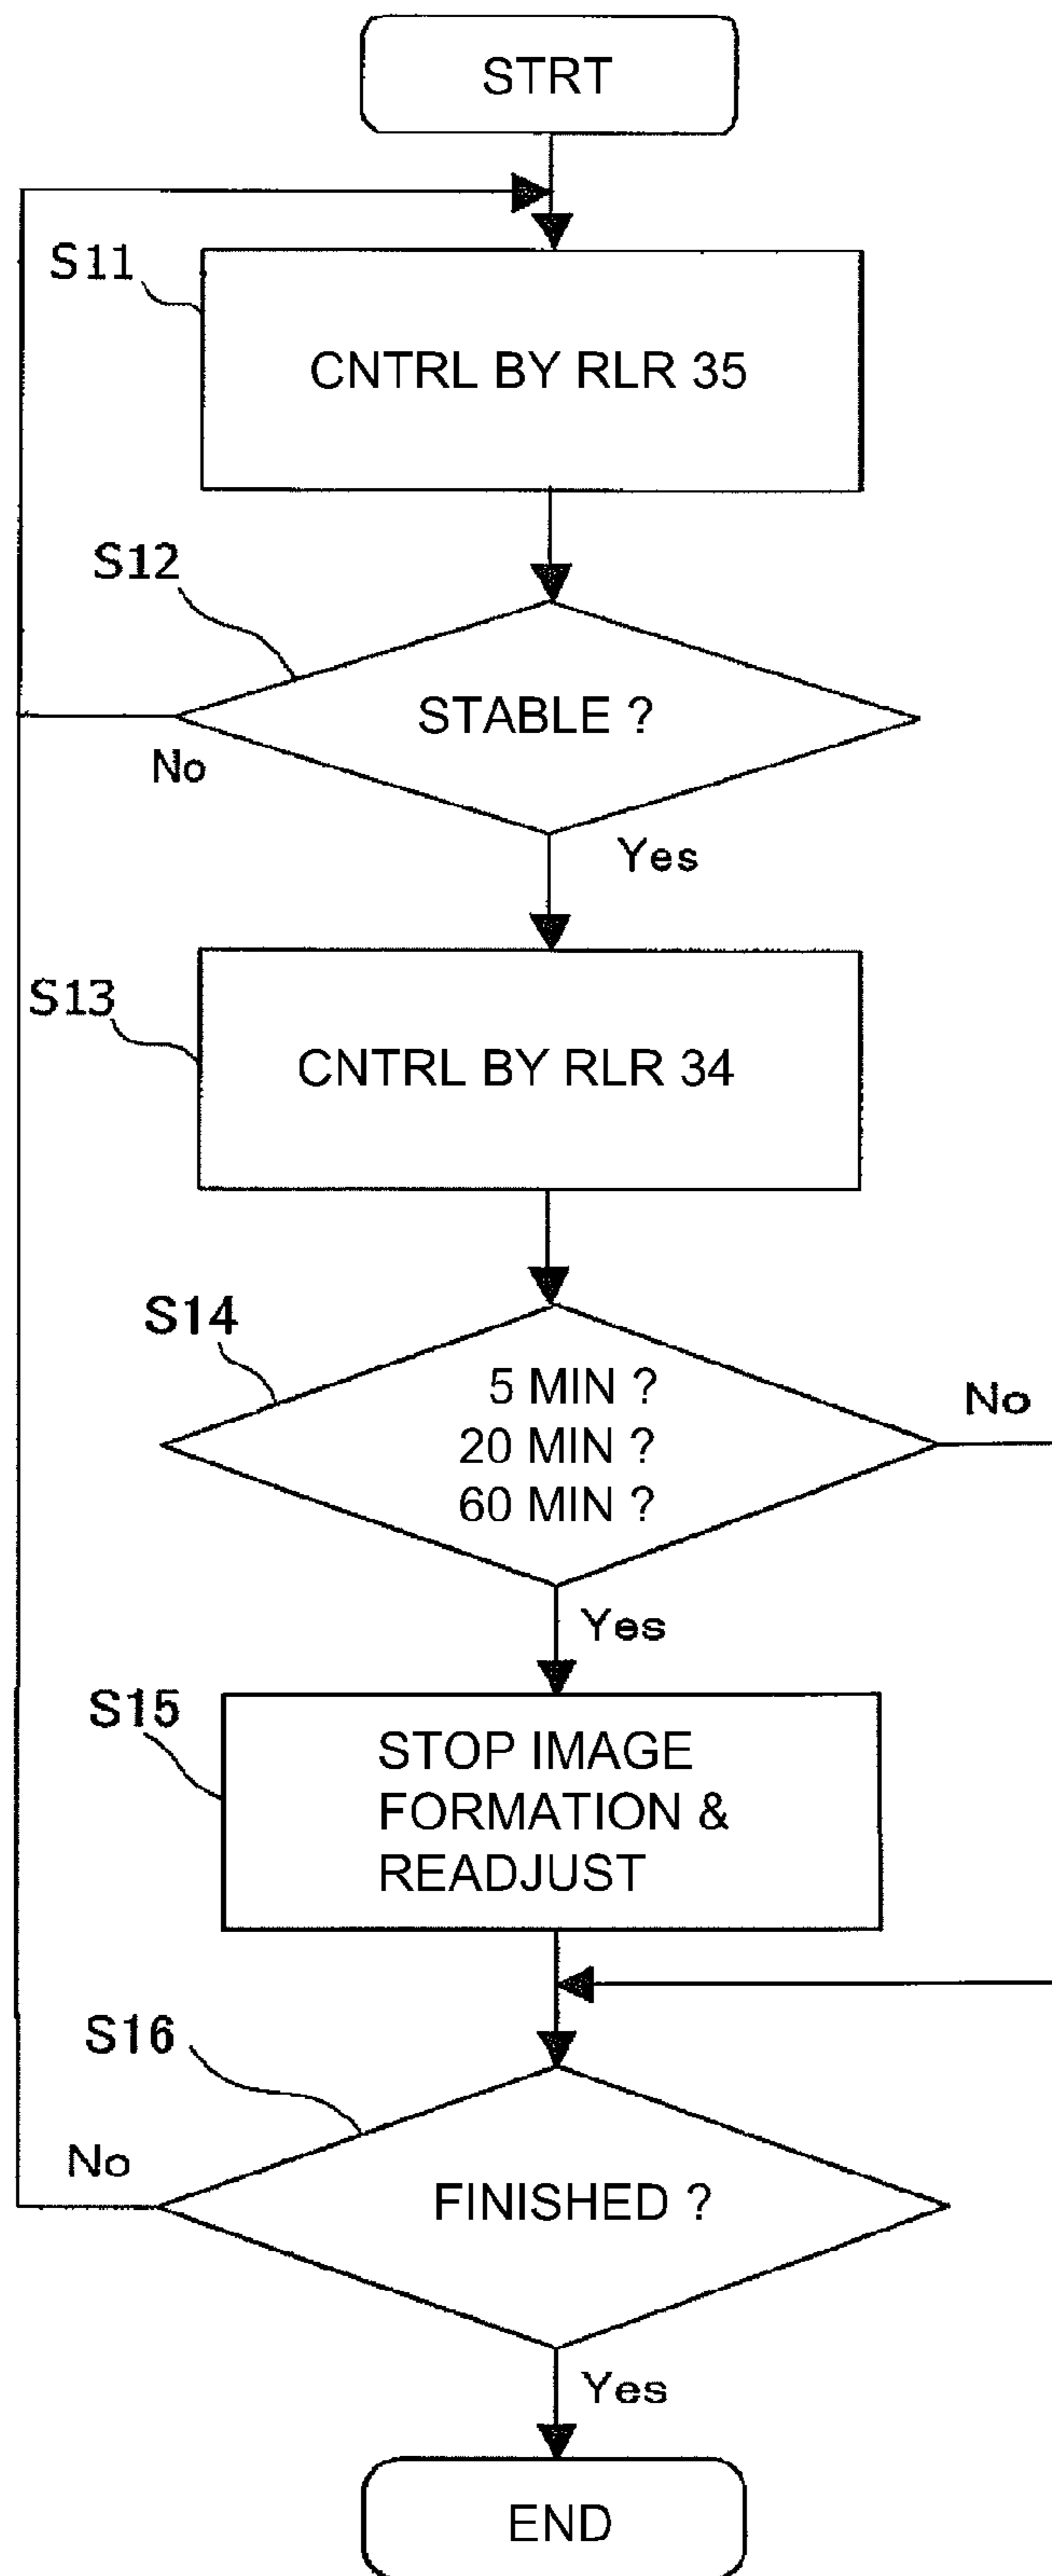 STRT
S11
CNTRL BY RLR 35
S12
STABLE ?
No
Yes
S13
CNTRL BY RLR 34
S14
5 MIN ?
20 MIN ?
60 MIN ?
No
Yes
S15
STOP IMAGE
FORMATION &
READJUST
S16
No
FINISHED ?
Yes
END